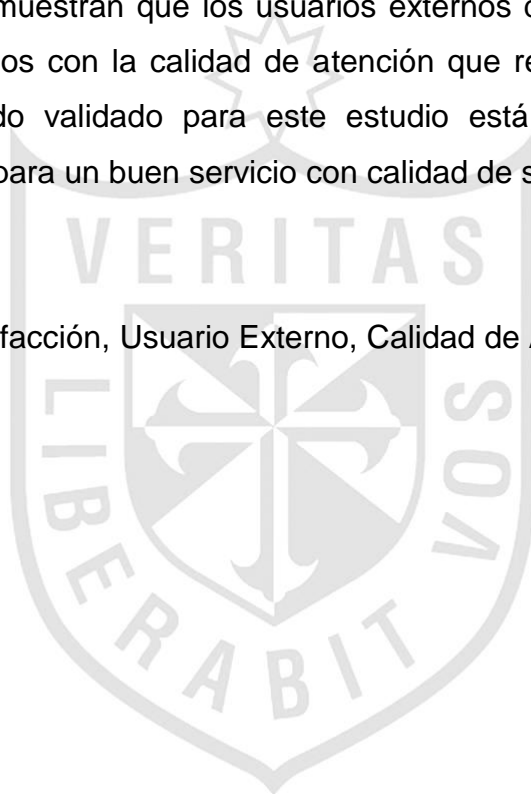 muestran que los usuarios externos
os con la calidad de atención que
do validado para este estudio está
para un buen servicio con calidad de
facción, Usuario Externo, Calidad de
VERITAS
LIBERABIT
VOS